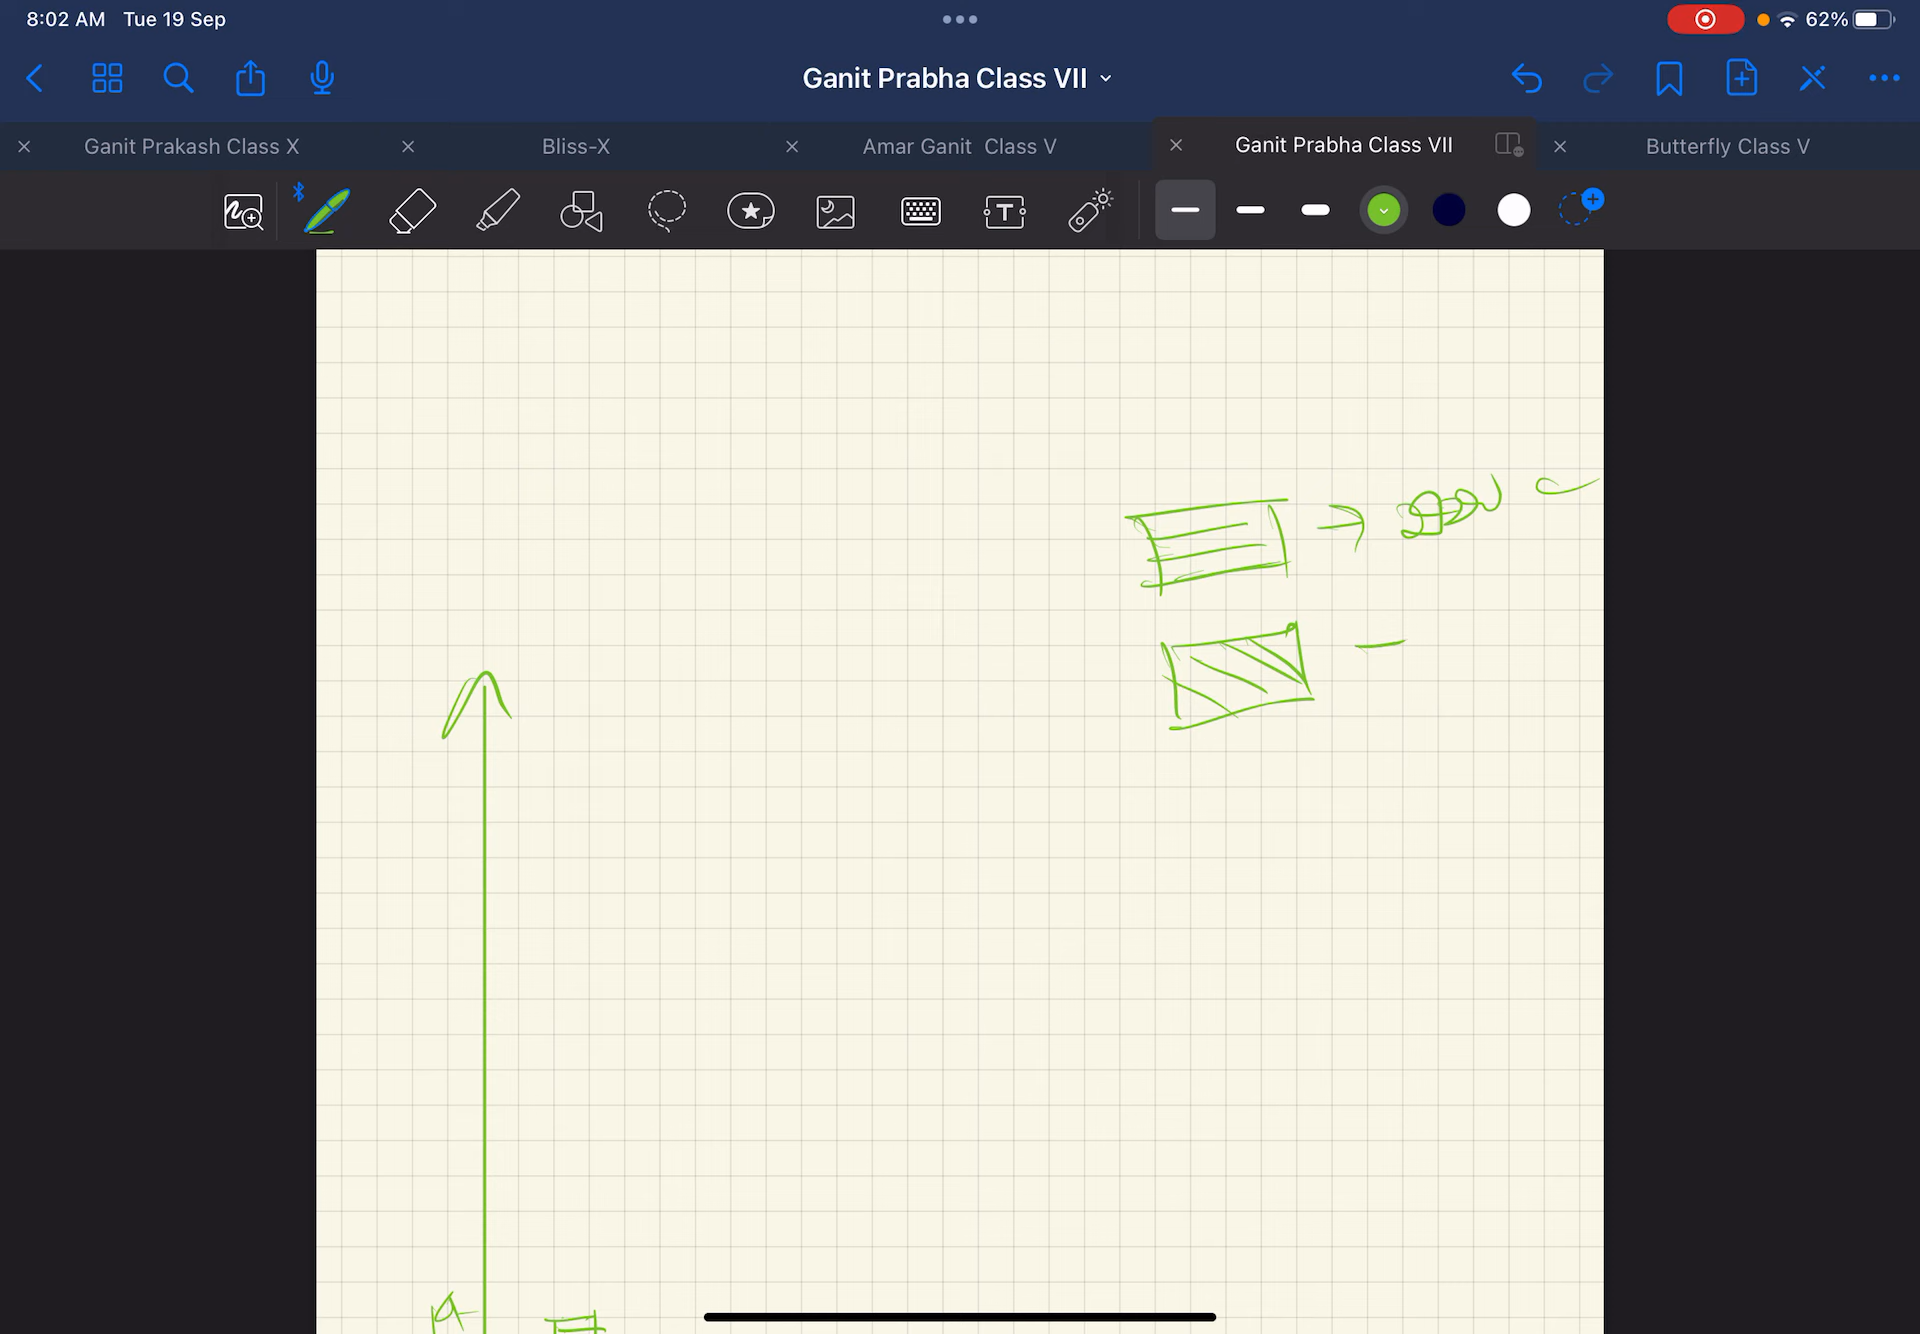 8:02 AM Tue 19 Sep
62%
Ganit Prabha Class VII
Ganit Prakash Class X
Bliss-X
Amar Ganit Class V
Ganit Prabha Class VII
Butterfly Class V
T